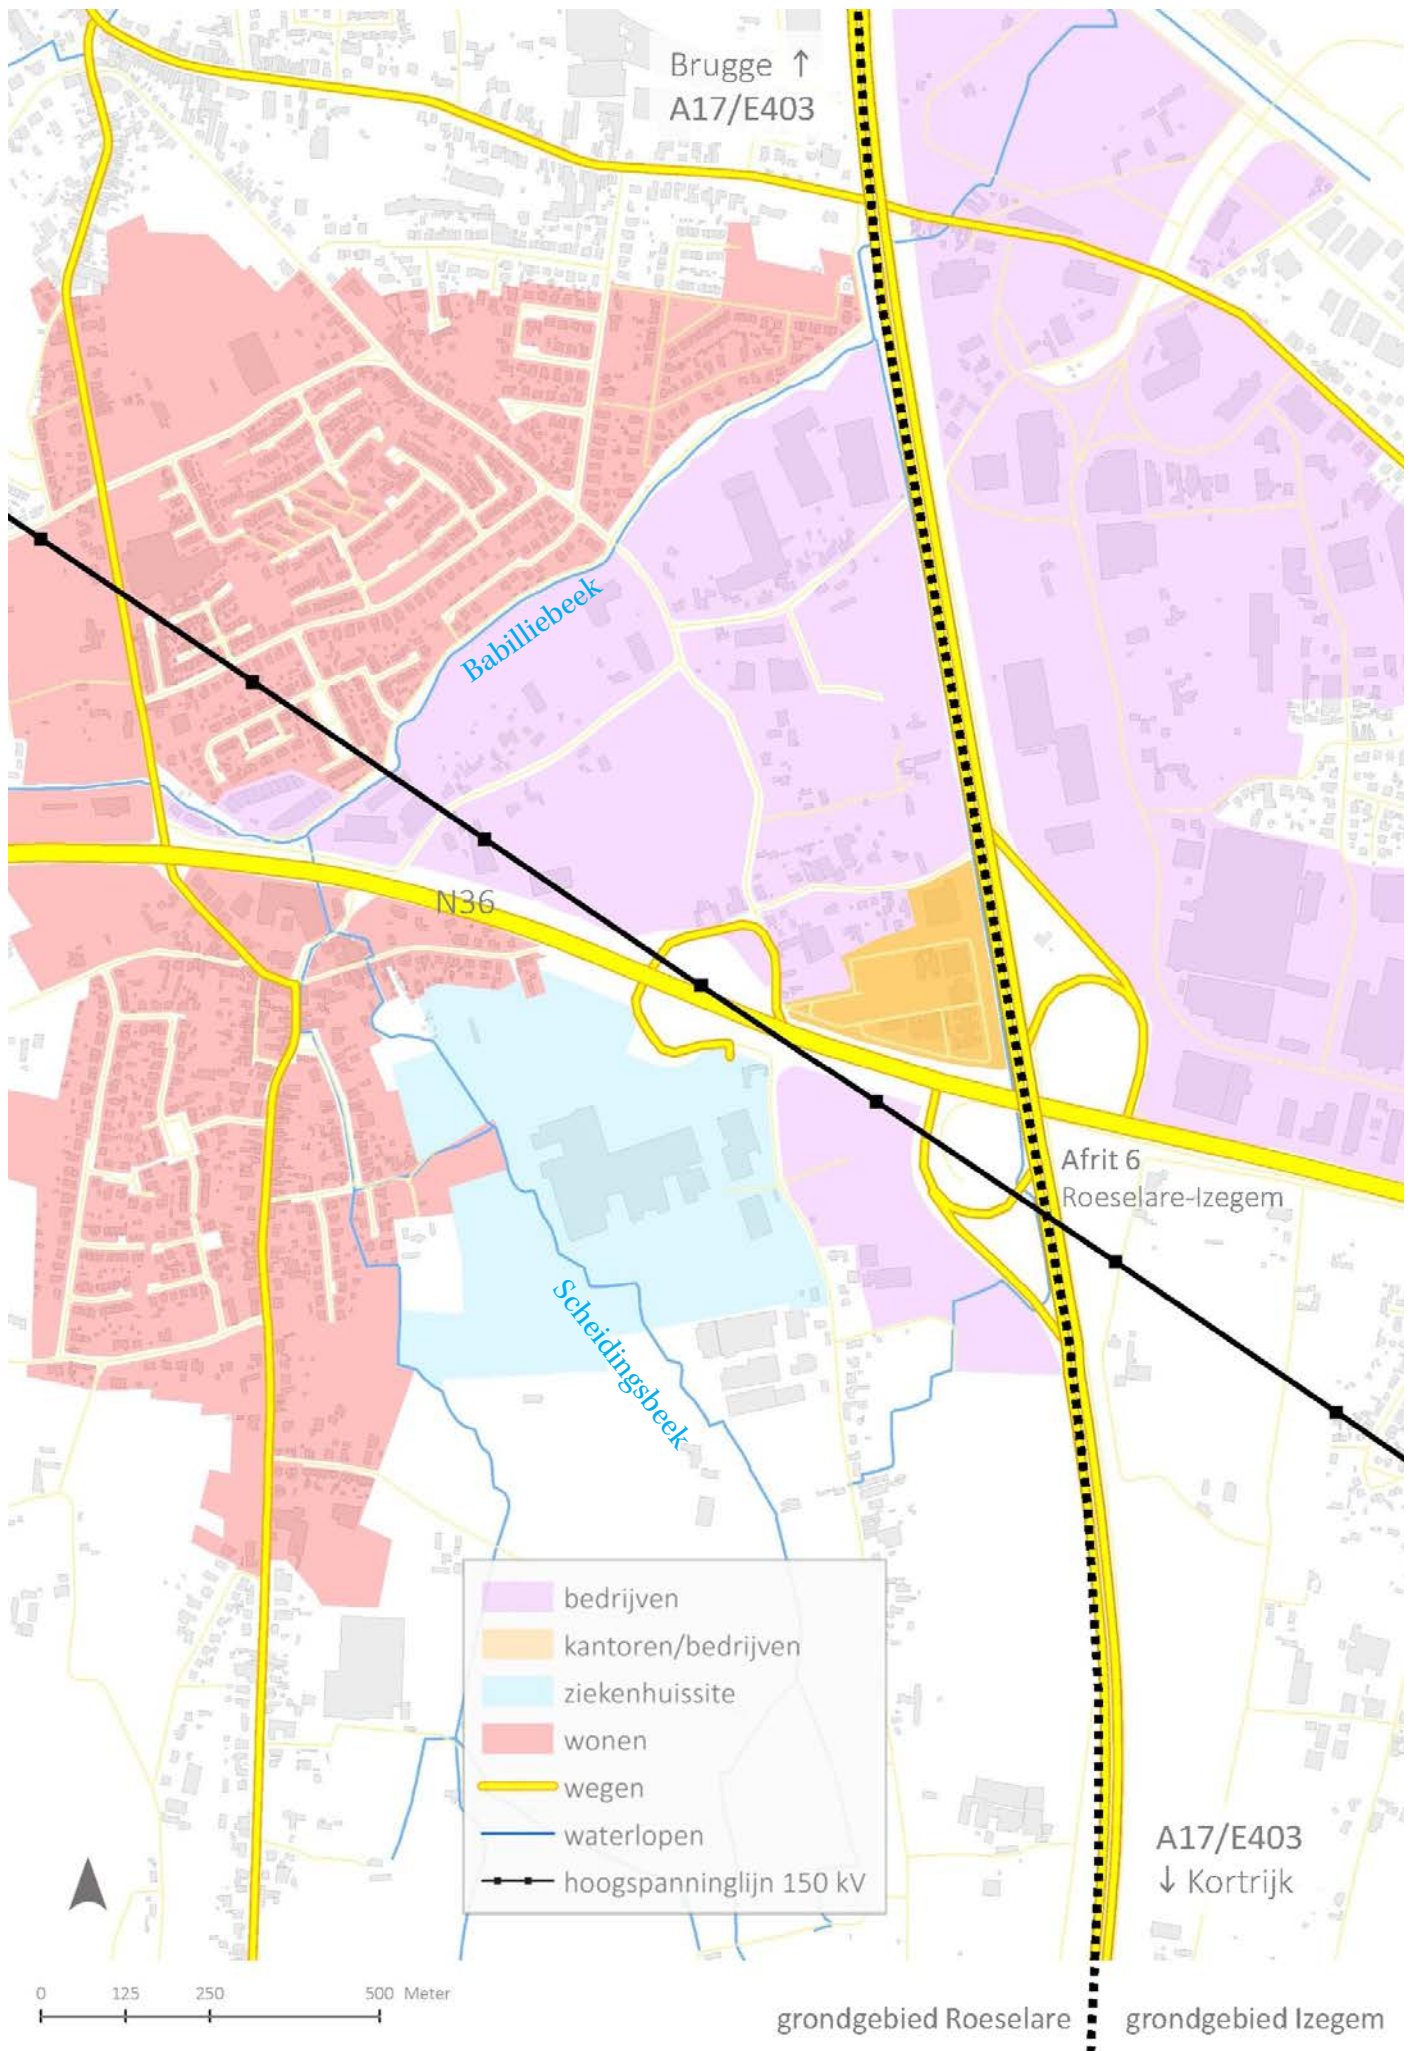 Brugge ↑
A17/E403
Babilliebeek
N36
Afrit 6
Roeselare-Izegem
Scheidingsbeek
bedrijven
kantoren/bedrijven
ziekenhuissite
wonen
wegen
waterlopen
hoogspanninglijn 150 kV
A17/E403
↓ Kortrijk
0 125 250 500 Meter
grondgebied Roeselare
grondgebied Izegem